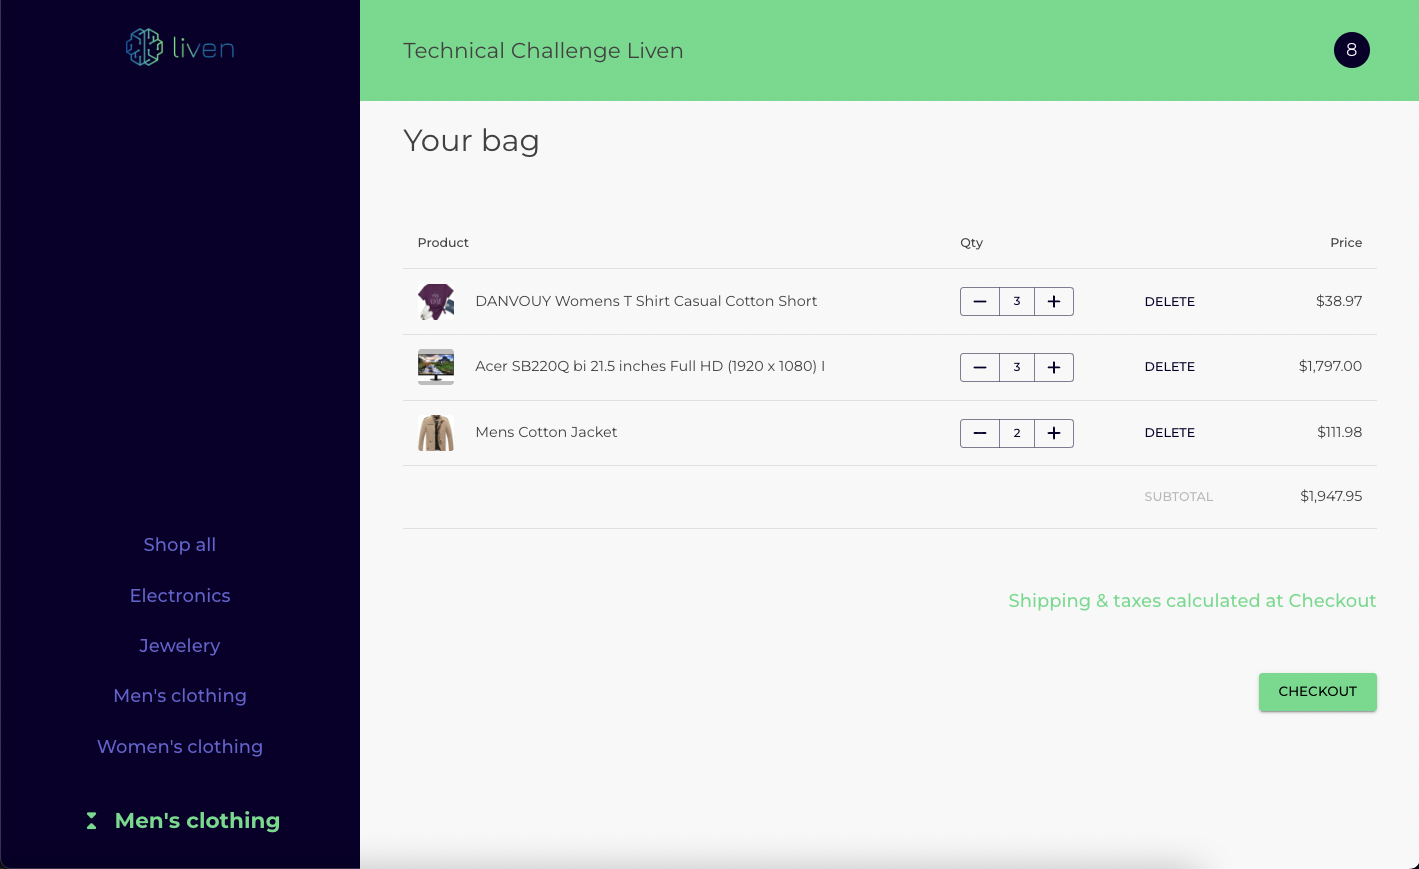 liven
Technical Challenge Liven
8
Your bag
Product Qty Price
DANVOUY Womens T Shirt Casual Cotton Short 3 DELETE $38.97
Acer SB220Q bi 21.5 inches Full HD (1920 x 1080) I 3 DELETE $1,797.00
Mens Cotton Jacket 2 DELETE $111.98
SUBTOTAL $1,947.95
Shipping & taxes calculated at Checkout
CHECKOUT
Shop all
Electronics
Jewelery
Men's clothing
Women's clothing
Men's clothing